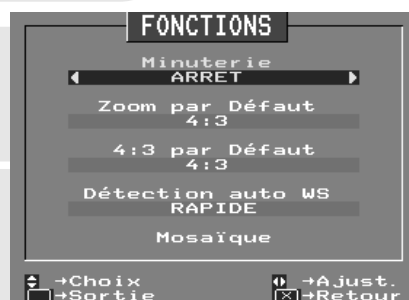 FONCTIONS
Minuterie
ARRET
Zoom par Défaut
4:3
4:3 par Défaut
4:3
Détection auto WS
RAPIDE
Mosaïque
→Choix →Ajust.
→Sortie →Retour